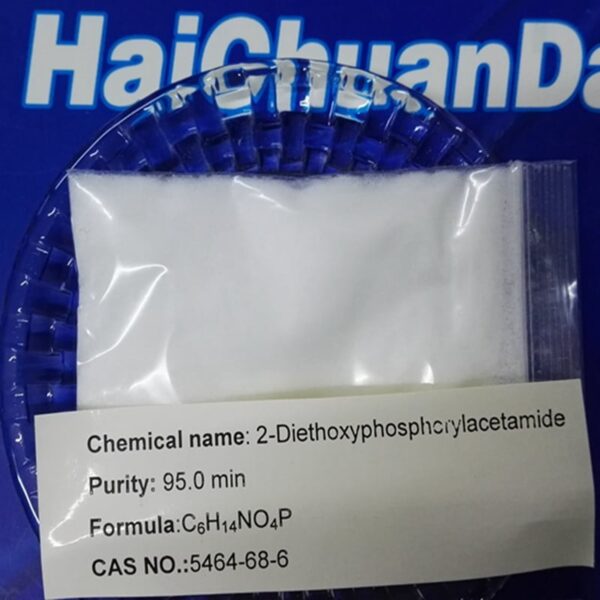 HaiChuanDa
Chemical name: 2-Diethoxyphosphorylacetamide
Purity: 95.0 min
Formula:C₆H₁₄NO₄P
CAS NO.:5464-68-6